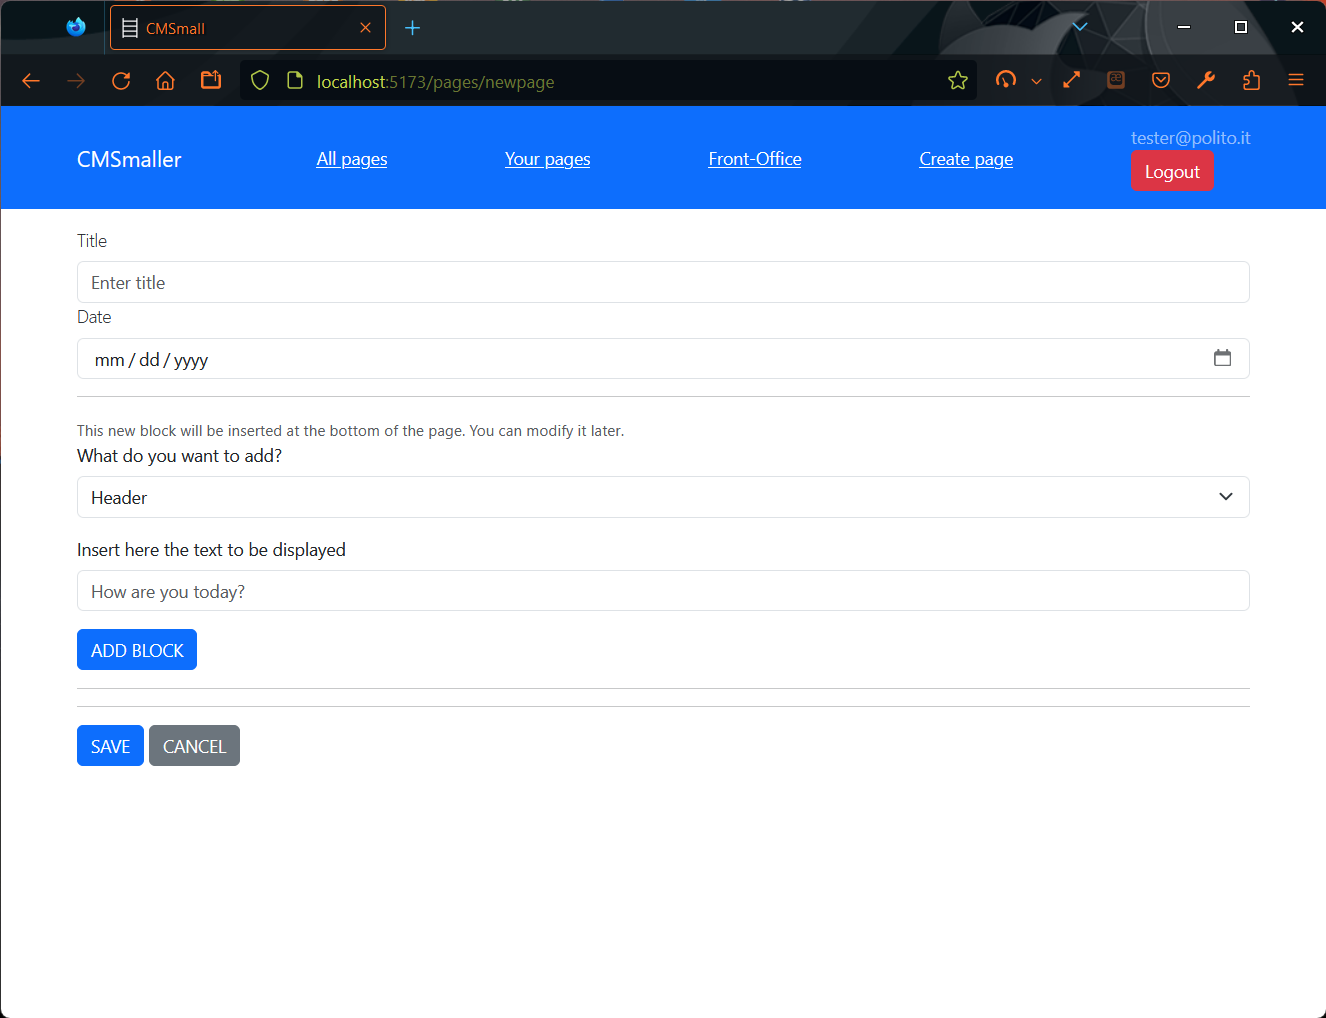 CMSmall
localhost:5173/pages/newpage
CMSmaller
All pages
Your pages
Front-Office
Create page
tester@polito.it
Logout
Title
Enter title
Date
mm / dd / yyyy
This new block will be inserted at the bottom of the page. You can modify it later.
What do you want to add?
Header
Insert here the text to be displayed
How are you today?
ADD BLOCK
SAVE
CANCEL